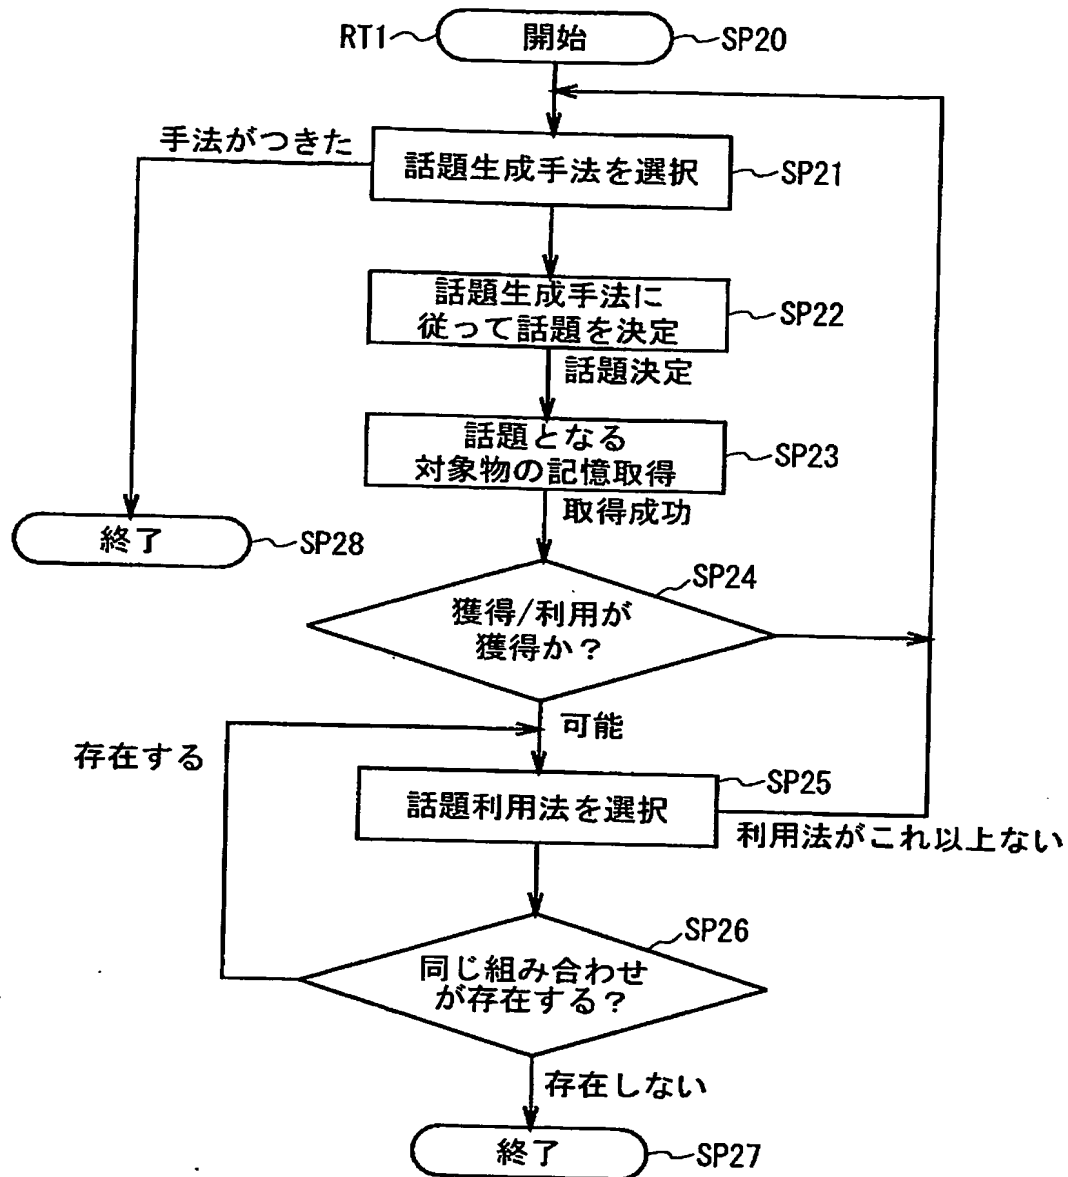 RT1
開始
SP20
手法がつきた
話題生成手法を選択
SP21
話題生成手法に
従って話題を決定
SP22
話題決定
話題となる
対象物の記憶取得
SP23
取得成功
終了
SP28
SP24
獲得/利用が
獲得か?
可能
存在する
SP25
話題利用法を選択
利用法がこれ以上ない
SP26
同じ組み合わせ
が存在する?
存在しない
終了
SP27